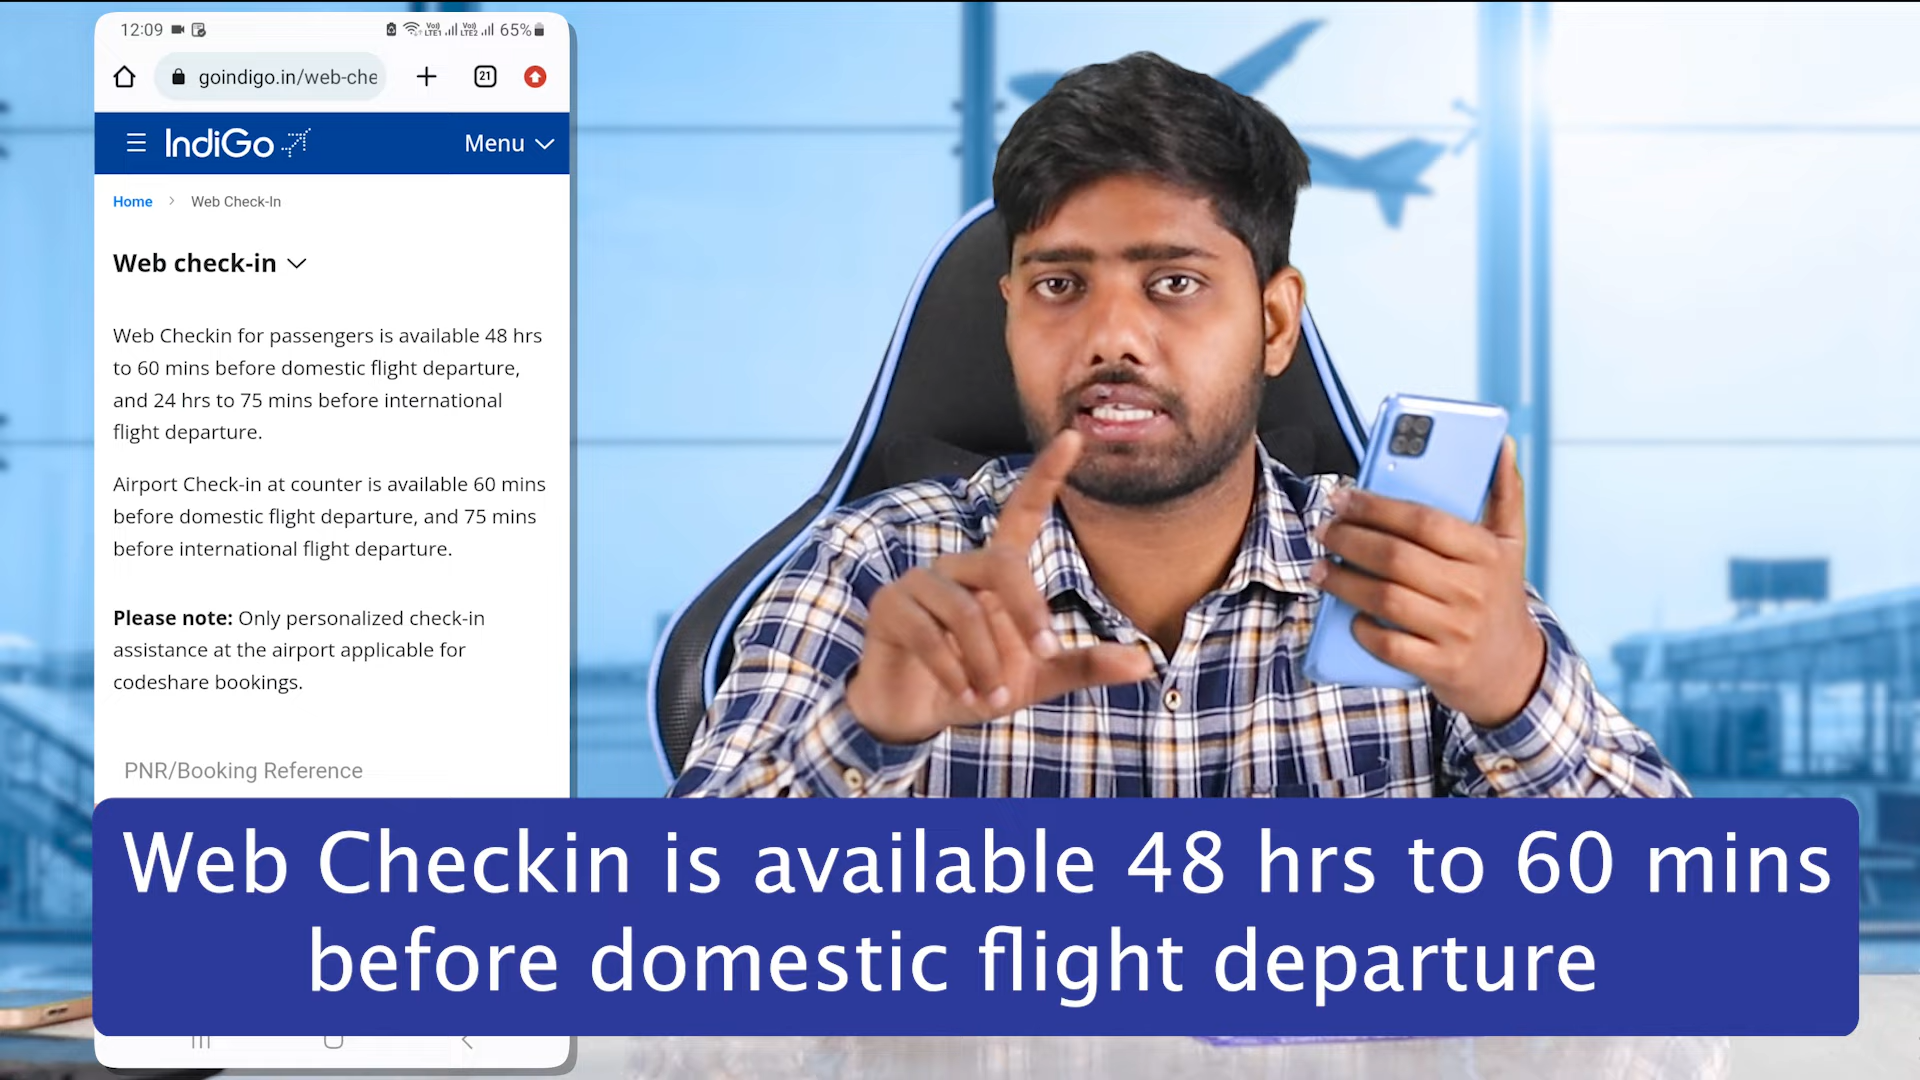 12:09
Vo)) LTE1 Vo)) LTE2 65%
goindigo.in/web-che
21
IndiGo
Menu
Home > Web Check-In
Web check-in
Web Checkin for passengers is available 48 hrs
to 60 mins before domestic flight departure,
and 24 hrs to 75 mins before international
flight departure.
Airport Check-in at counter is available 60 mins
before domestic flight departure, and 75 mins
before international flight departure.
Please note: Only personalized check-in
assistance at the airport applicable for
codeshare bookings.
PNR/Booking Reference
Web Checkin is available 48 hrs to 60 mins
before domestic flight departure